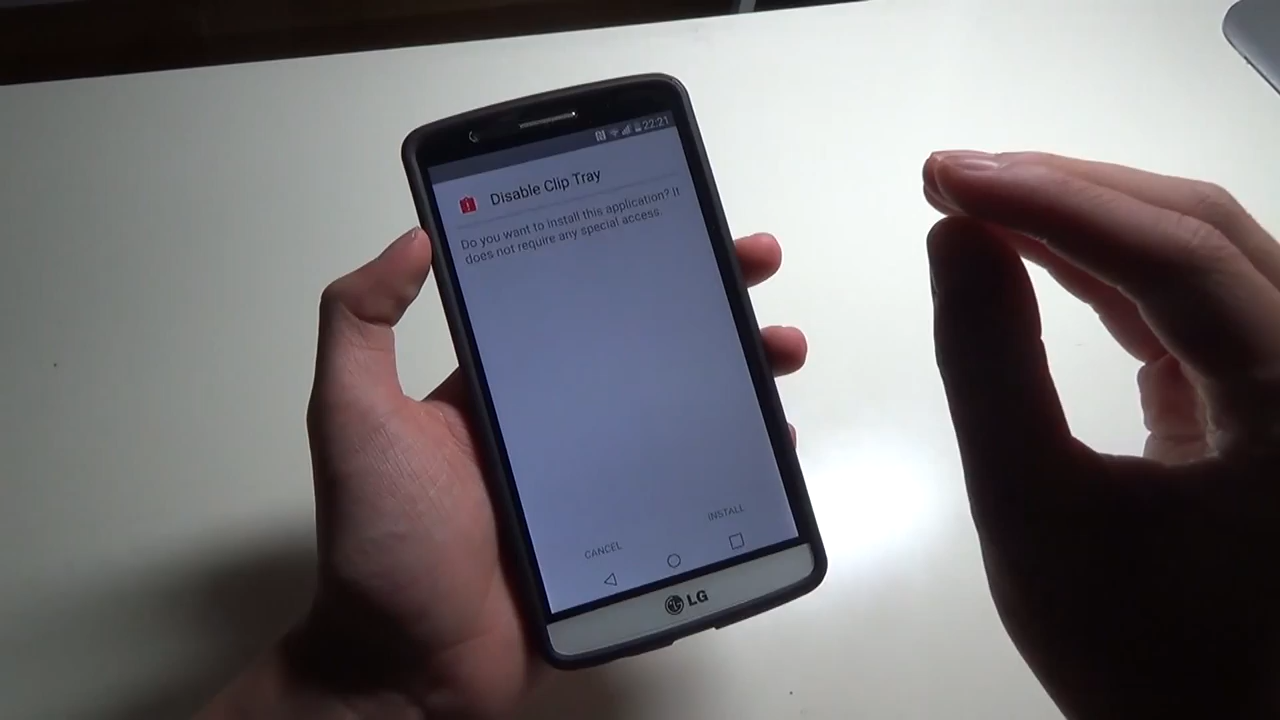 22:21
Disable Clip Tray
Do you want to install this application? It
does not require any special access.
CANCEL
INSTALL
LG